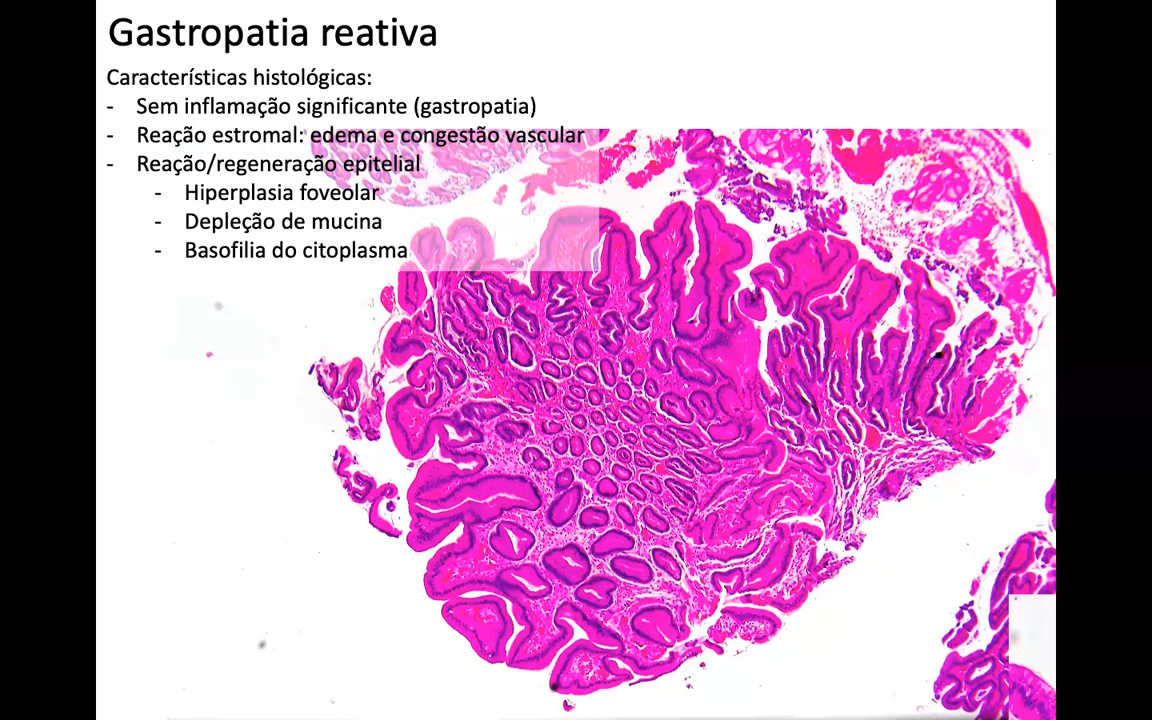 Gastropatia reativa
Características histológicas:
- Sem inflamação significante (gastropatia)
- Reação estromal: edema e congestão vascular
- Reação/regeneração epitelial
- Hiperplasia foveolar
- Depleção de mucina
- Basofilia do citoplasma